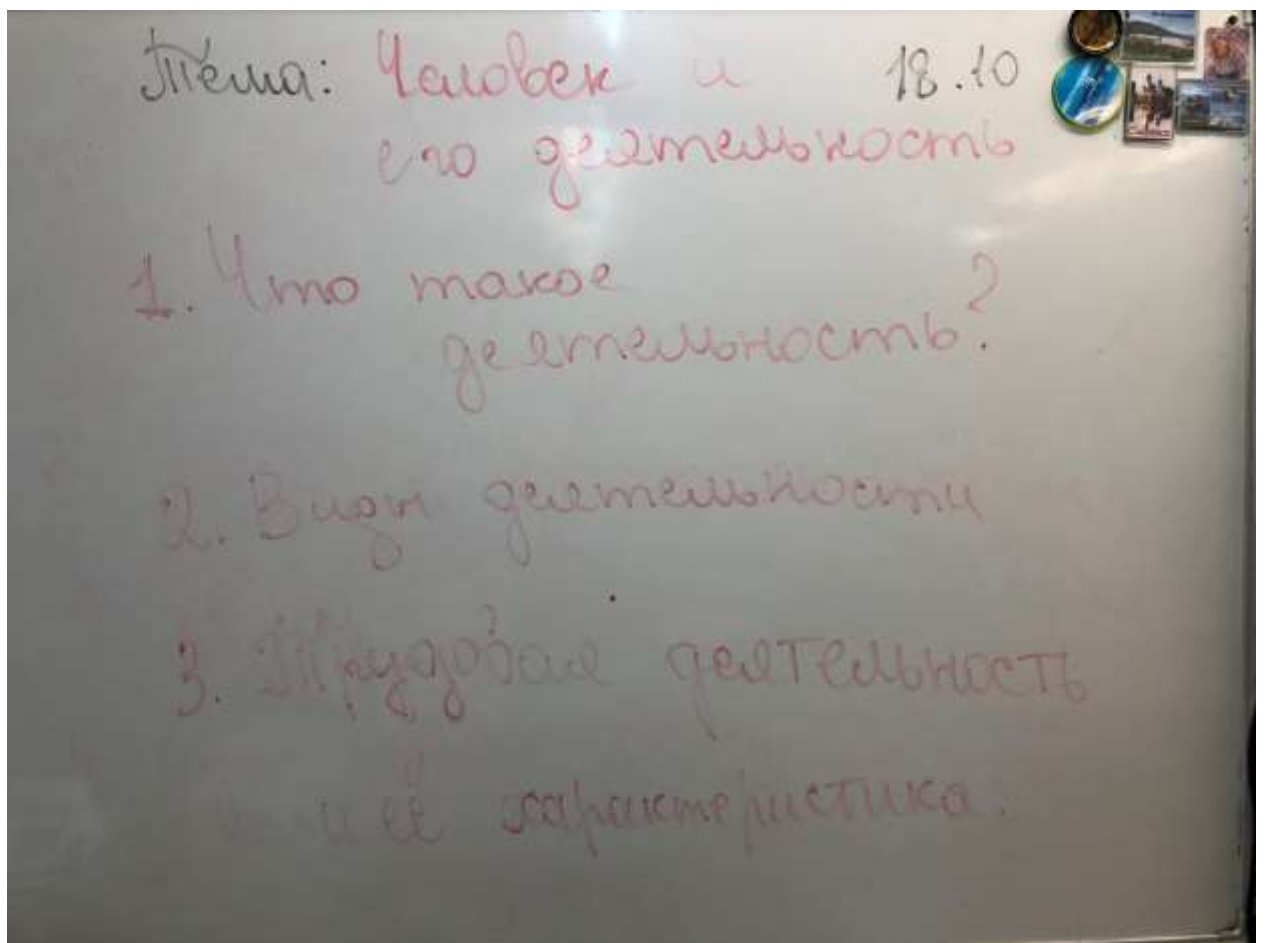 Тема: Человек и 18.10
его деятельность
1. Что такое
деятельность?
2. Виды деятельности
3. Трудовая деятельность
и её характеристика.